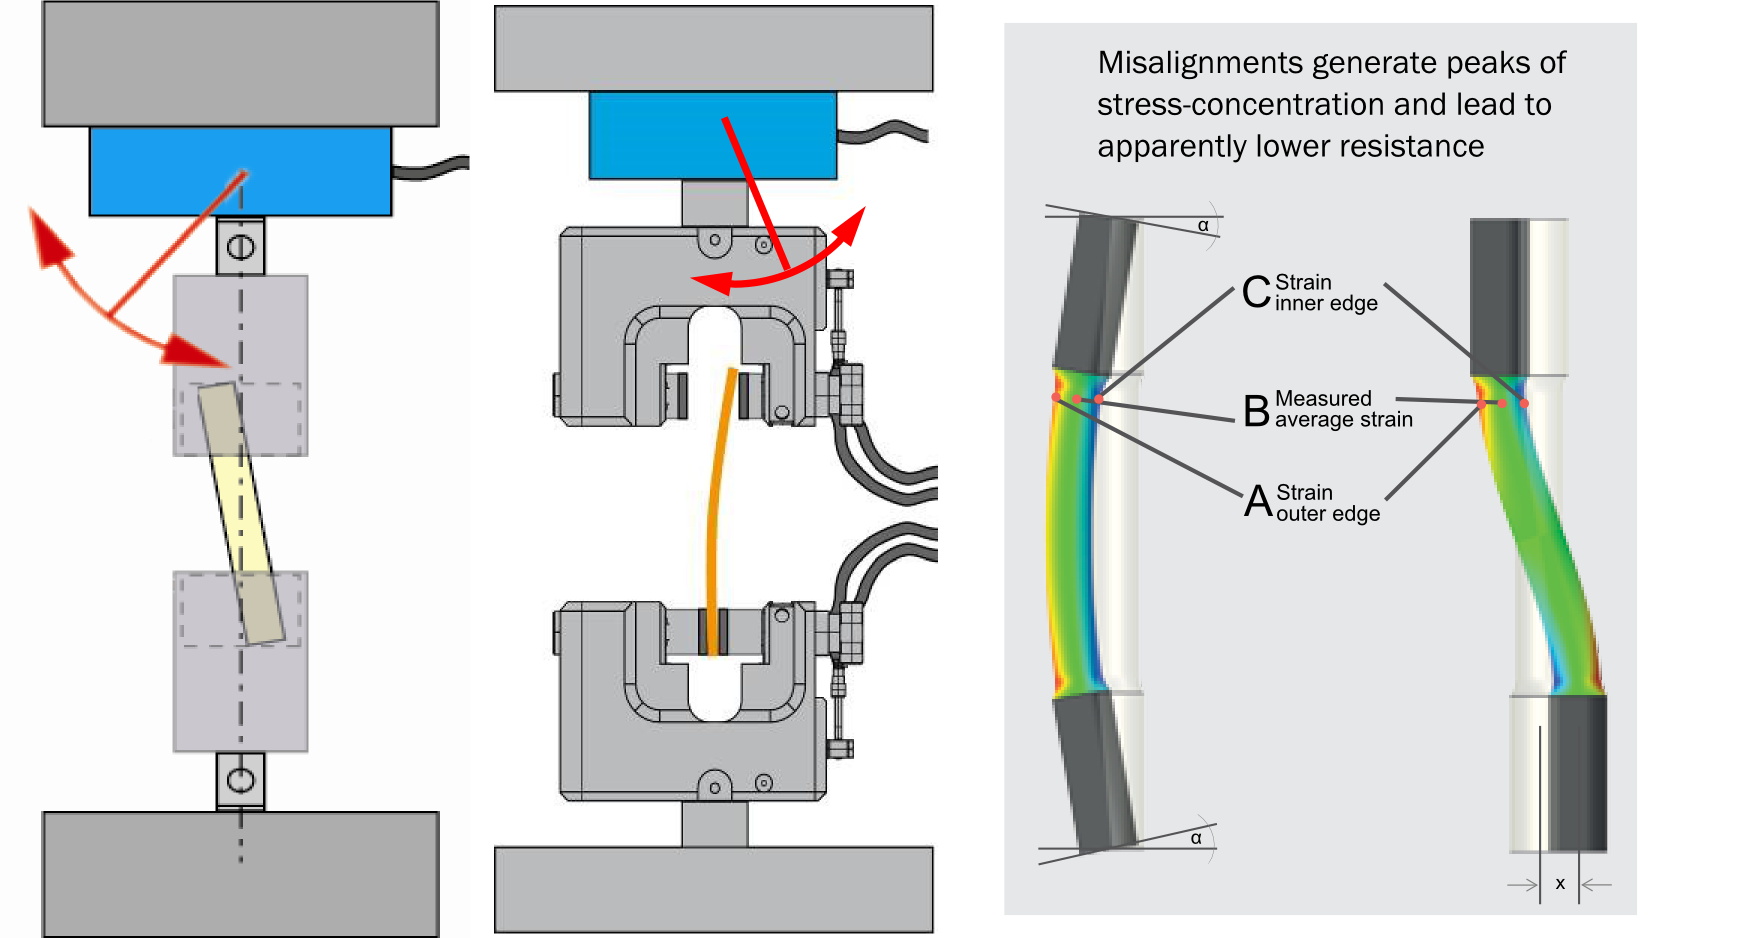 Misalignments generate peaks of
stress-concentration and lead to
apparently lower resistance
α
C Strain
inner edge
B Measured
average strain
A Strain
outer edge
α
x